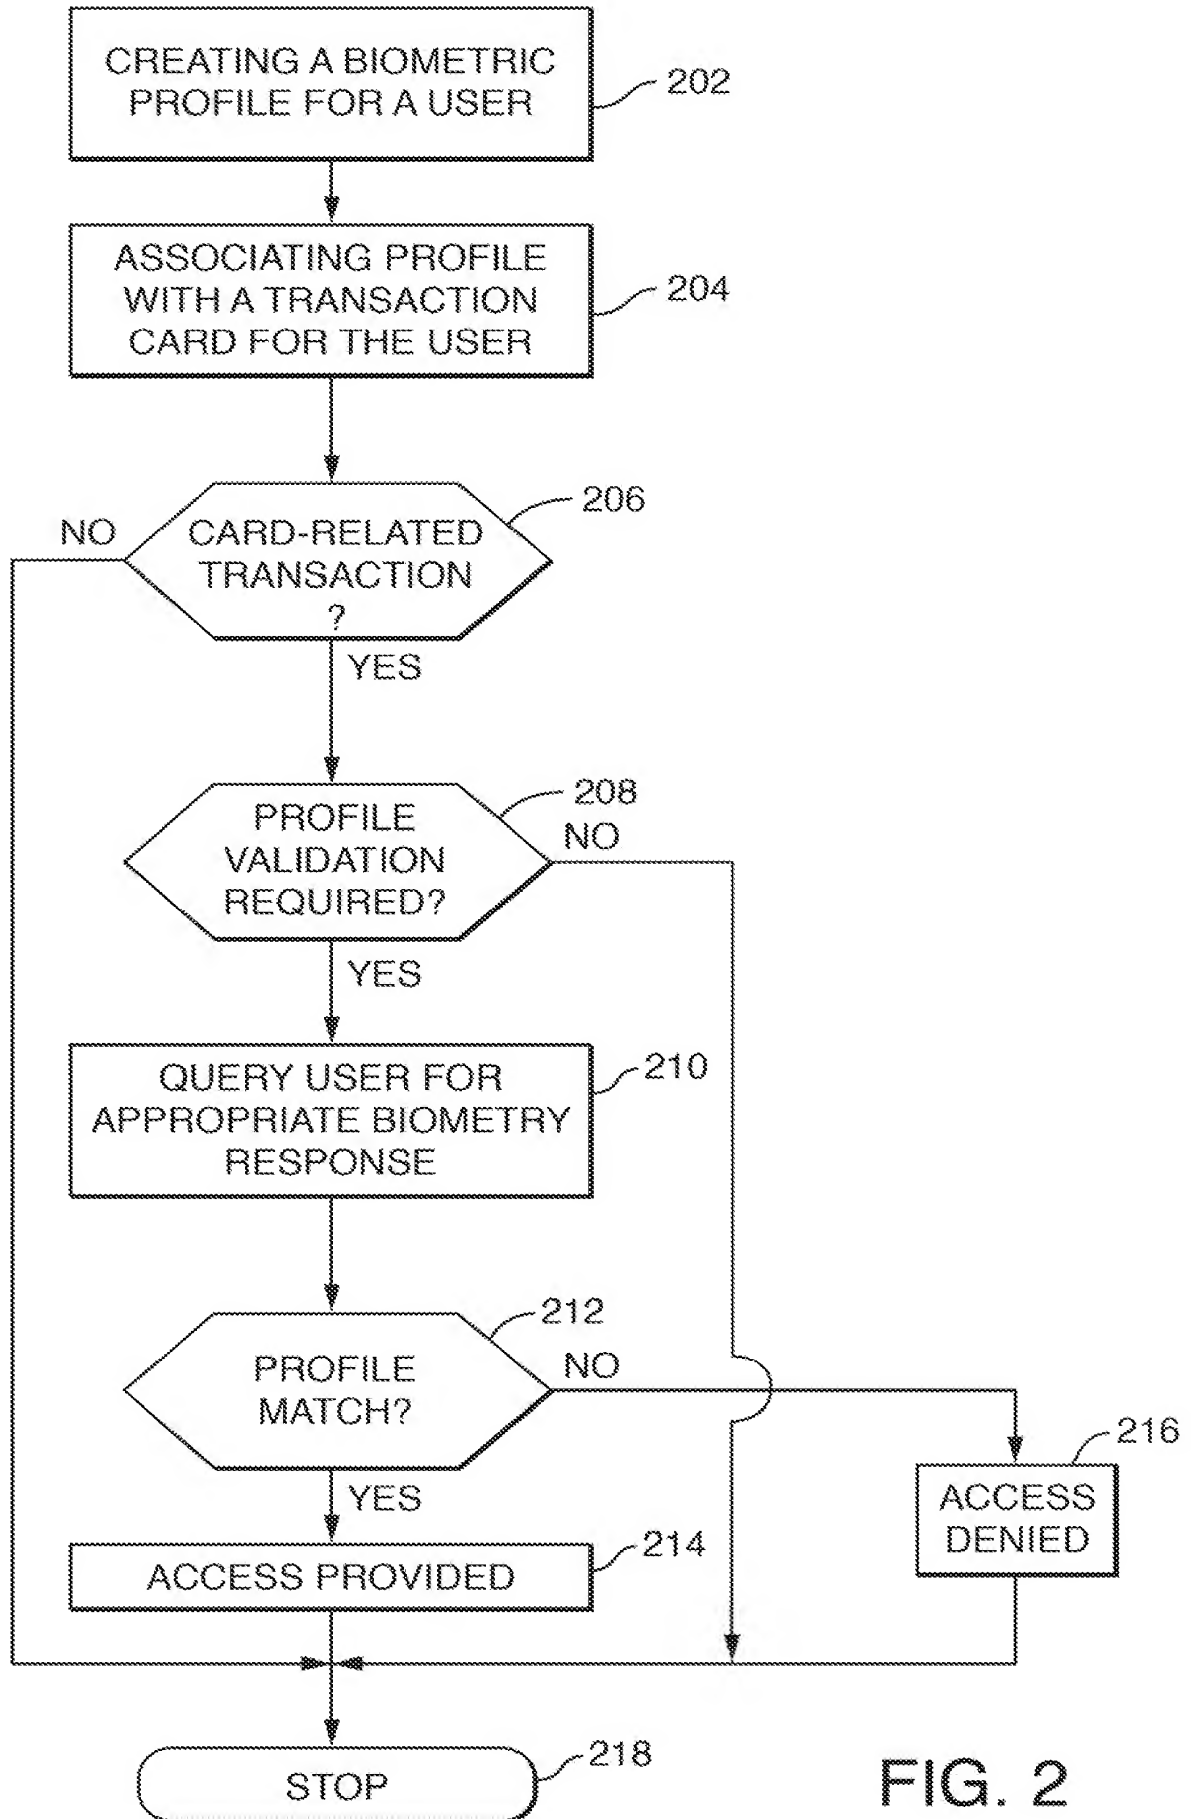 CREATING A BIOMETRIC
PROFILE FOR A USER
202
ASSOCIATING PROFILE
WITH A TRANSACTION
CARD FOR THE USER
204
206
NO
CARD-RELATED
TRANSACTION
?
YES
208
PROFILE
VALIDATION
REQUIRED?
NO
YES
QUERY USER FOR
APPROPRIATE BIOMETRY
RESPONSE
210
212
PROFILE
MATCH?
NO
216
ACCESS
DENIED
YES
214
ACCESS PROVIDED
218
STOP
FIG. 2